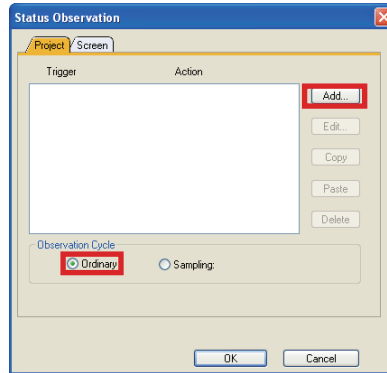 Status Observation
Project Screen
Trigger Action
Add...
Edit...
Copy
Paste
Delete
Observation Cycle
Ordinary Sampling:
OK Cancel